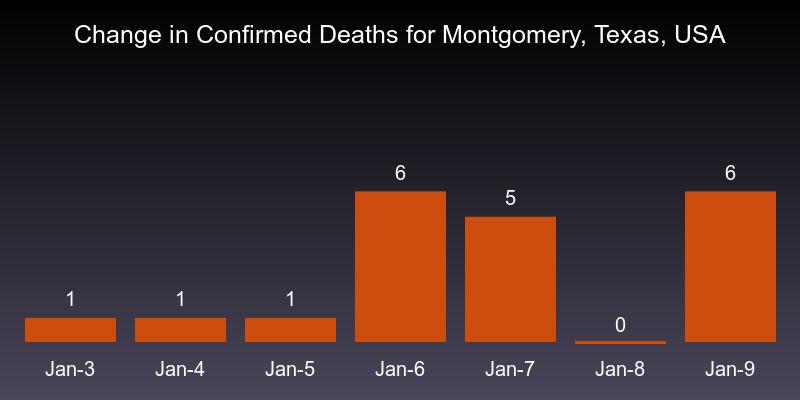 Change in Confirmed Deaths for Montgomery, Texas, USA
1 1 1 6 5 0 6
Jan-3 Jan-4 Jan-5 Jan-6 Jan-7 Jan-8 Jan-9